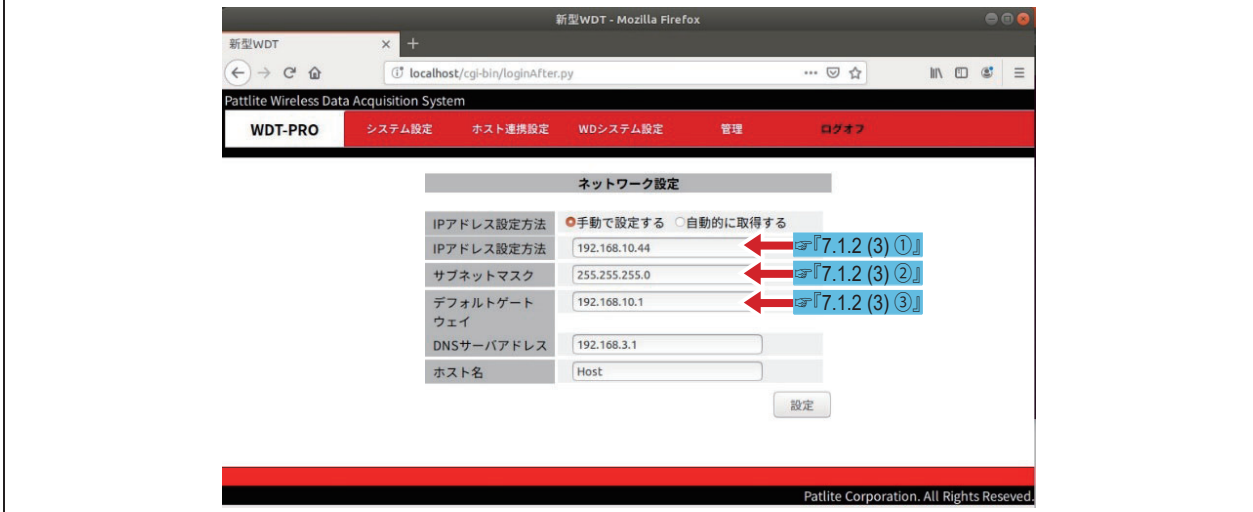 新型WDT - Mozilla Firefox
新型WDT × +
localhost/cgi-bin/loginAfter.py
Pattlite Wireless Data Acquisition System
WDT-PRO システム設定 ホスト連携設定 WDシステム設定 管理 ログオフ
ネットワーク設定
IPアドレス設定方法 手動で設定する 自動的に取得する
IPアドレス設定方法 192.168.10.44 ☞『7.1.2 (3) ①』
サブネットマスク 255.255.255.0 ☞『7.1.2 (3) ②』
デフォルトゲート 192.168.10.1 ☞『7.1.2 (3) ③』
ウェイ
DNSサーバアドレス 192.168.3.1
ホスト名 Host
設定
Patlite Corporation. All Rights Reseved.